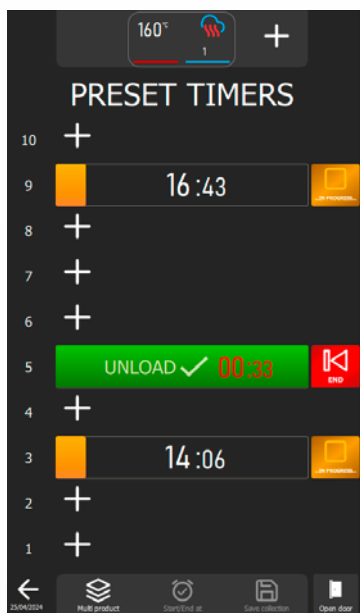 160°C
1
PRESET TIMERS
10
9 16:43 ...IN PROGRESS...
8
7
6
5 UNLOAD 00:33 END
4
3 14:06 ...IN PROGRESS...
2
1
25/04/2024 Multi product Start/End at Save collection Open door